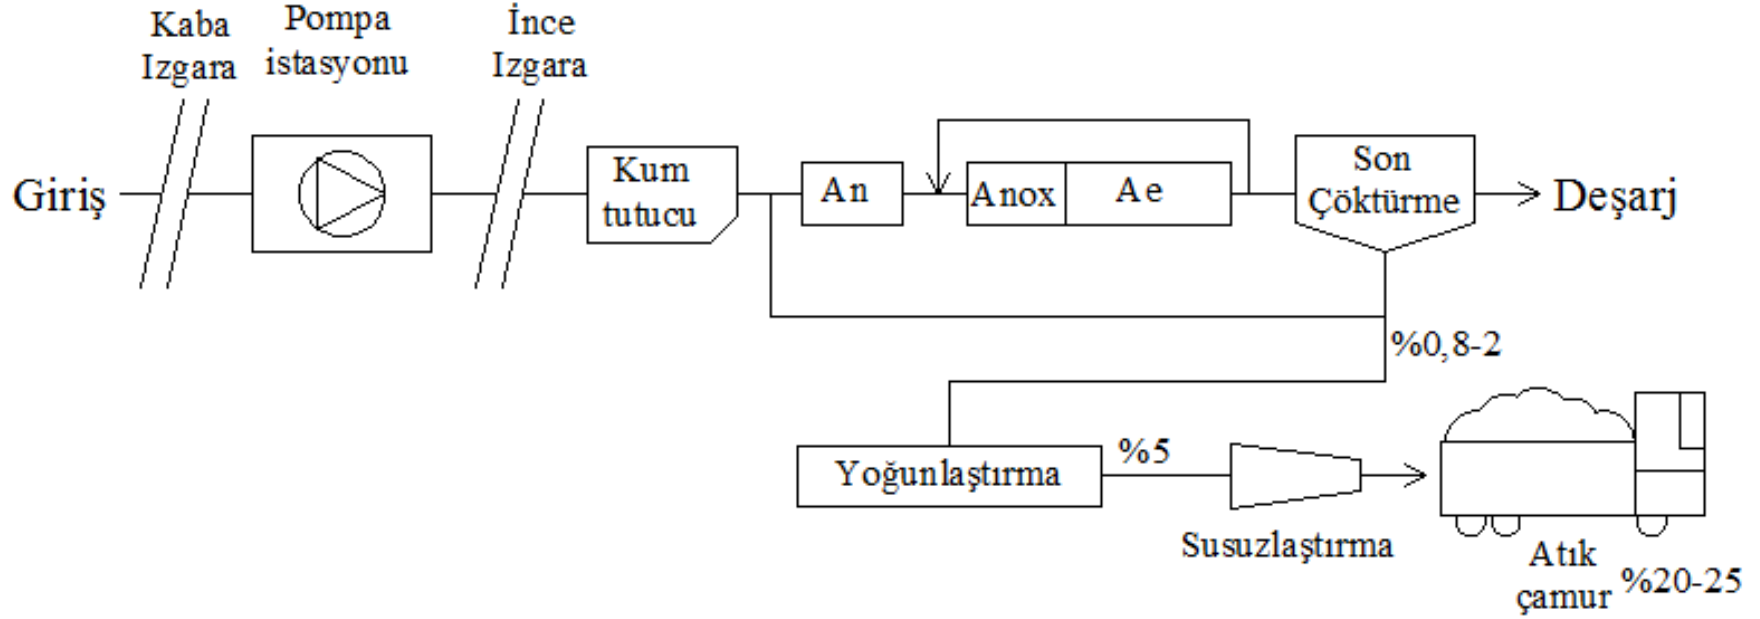 Kaba
Izgara
Pompa
istasyonu
İnce
Izgara
Giriş
Kum
tutucu
An
Anox
Ae
Son
Çöktürme
Deşarj
%0,8-2
Yoğunlaştırma
%5
Susuzlaştırma
Atık
çamur
%20-25